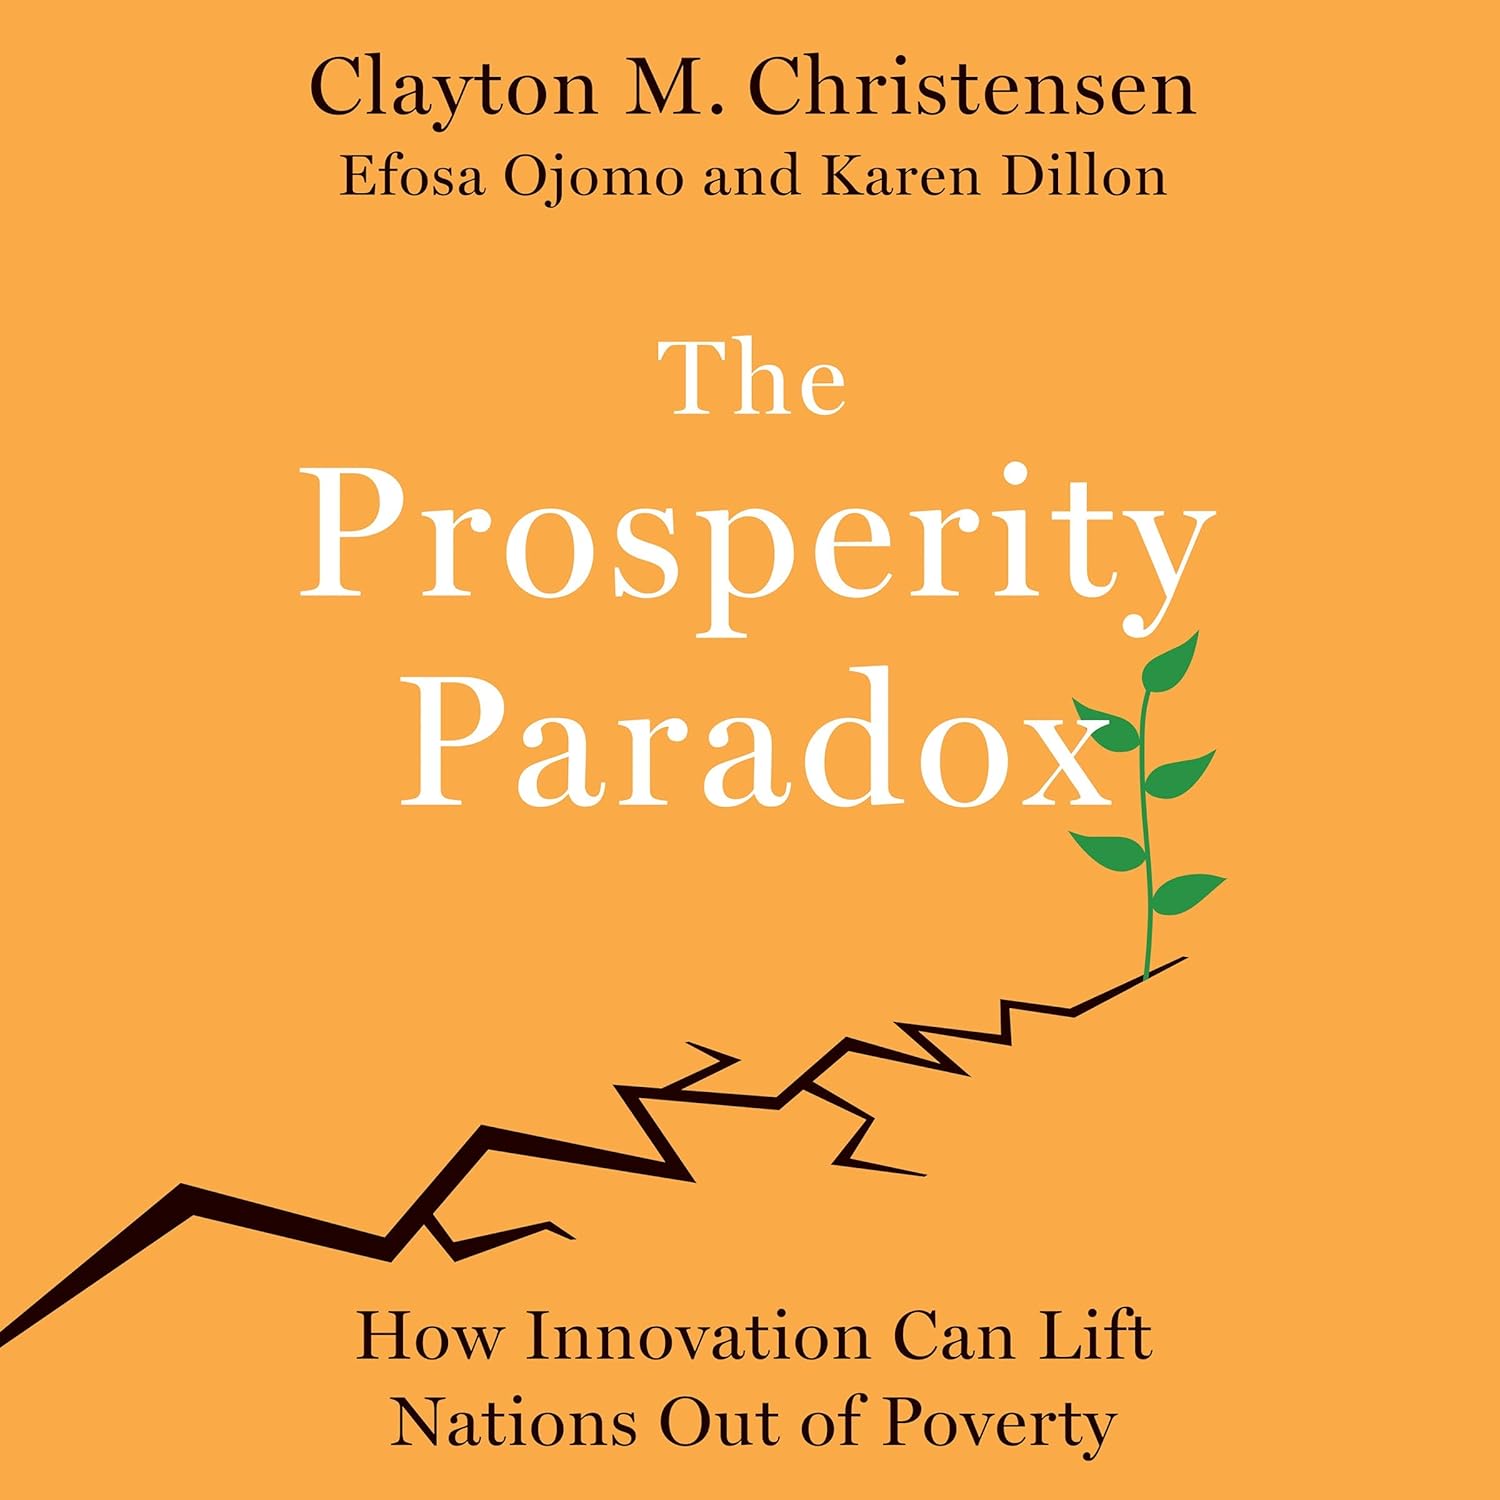 Clayton M. Christensen
Efosa Ojomo and Karen Dillon
The
Prosperity
Paradox
How Innovation Can Lift
Nations Out of Poverty